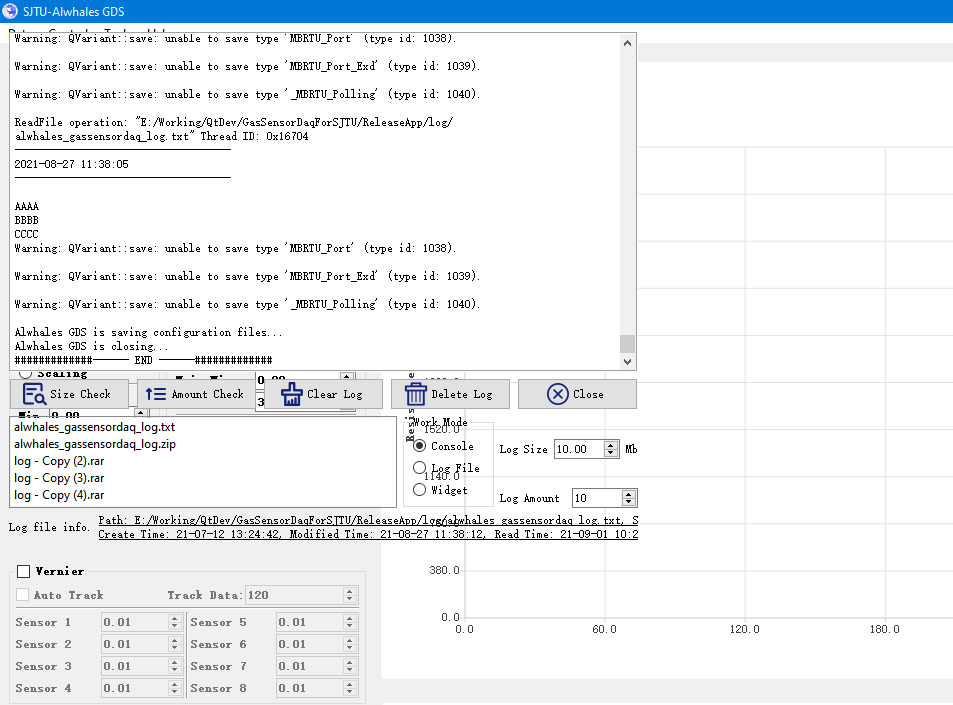 SJTU-Alwhales GDS
Warning: QVariant::save: unable to save type 'MBRTU_Port' (type id: 1038).
Warning: QVariant::save: unable to save type 'MBRTU_Port_Exd' (type id: 1039).
Warning: QVariant::save: unable to save type '_MBRTU_Polling' (type id: 1040).
ReadFile operation: "E:/Working/QtDev/GasSensorDaqForSJTU/ReleaseApp/log/
alwhales_gassensordaq_log.txt" Thread ID: 0x16704
2021-08-27 11:38:05
AAAA
BBBB
CCCC
Warning: QVariant::save: unable to save type 'MBRTU_Port' (type id: 1038).
Warning: QVariant::save: unable to save type 'MBRTU_Port_Exd' (type id: 1039).
Warning: QVariant::save: unable to save type '_MBRTU_Polling' (type id: 1040).
Alwhales GDS is saving configuration files...
Alwhales GDS is closing...
#############------ END ------#############
Scaling
0.00
Size Check
Amount Check
3
Clear Log
Delete Log
Close
Min 0.00
alwhales_gassensordaq_log.txt
alwhales_gassensordaq_log.zip
log - Copy (2).rar
log - Copy (3).rar
log - Copy (4).rar
Work Mode
Console
Log File
Widget
Log Size 10.00 Mb
Log Amount 10
Log file info.
Path: E:/Working/QtDev/GasSensorDaqForSJTU/ReleaseApp/log/alwhales_gassensordaq_log.txt, S
Create Time: 21-07-12 13:24:42, Modified Time: 21-08-27 11:38:12, Read Time: 21-09-01 10:2
Vernier
Auto Track
Track Data: 120
Sensor 1 0.01 Sensor 5 0.01
Sensor 2 0.01 Sensor 6 0.01
Sensor 3 0.01 Sensor 7 0.01
Sensor 4 0.01 Sensor 8 0.01
1520.0
1140.0
380.0
0.0
0.0 60.0 120.0 180.0